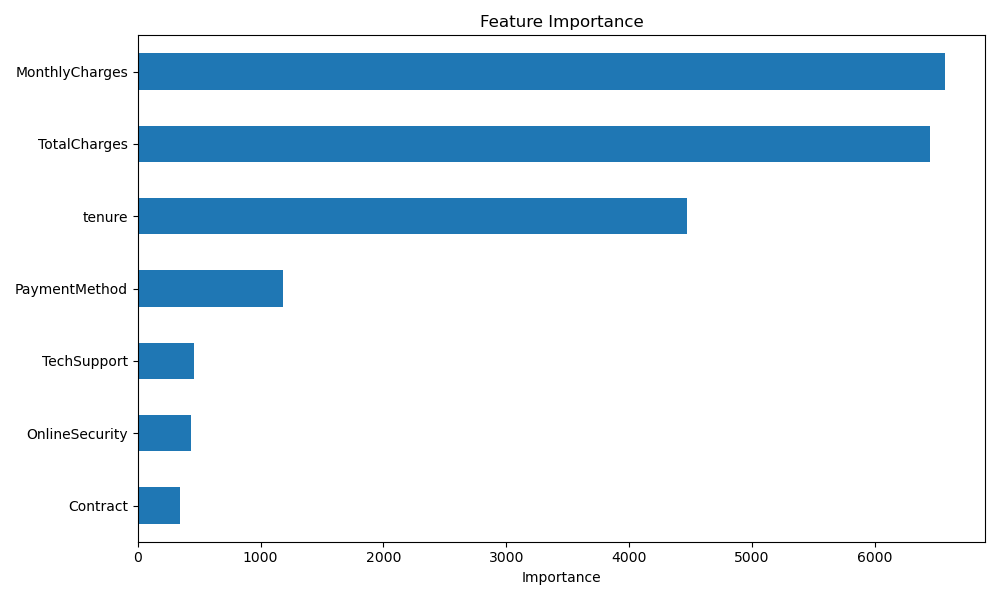 Feature Importance
MonthlyCharges
TotalCharges
tenure
PaymentMethod
TechSupport
OnlineSecurity
Contract
0 1000 2000 3000 4000 5000 6000
Importance